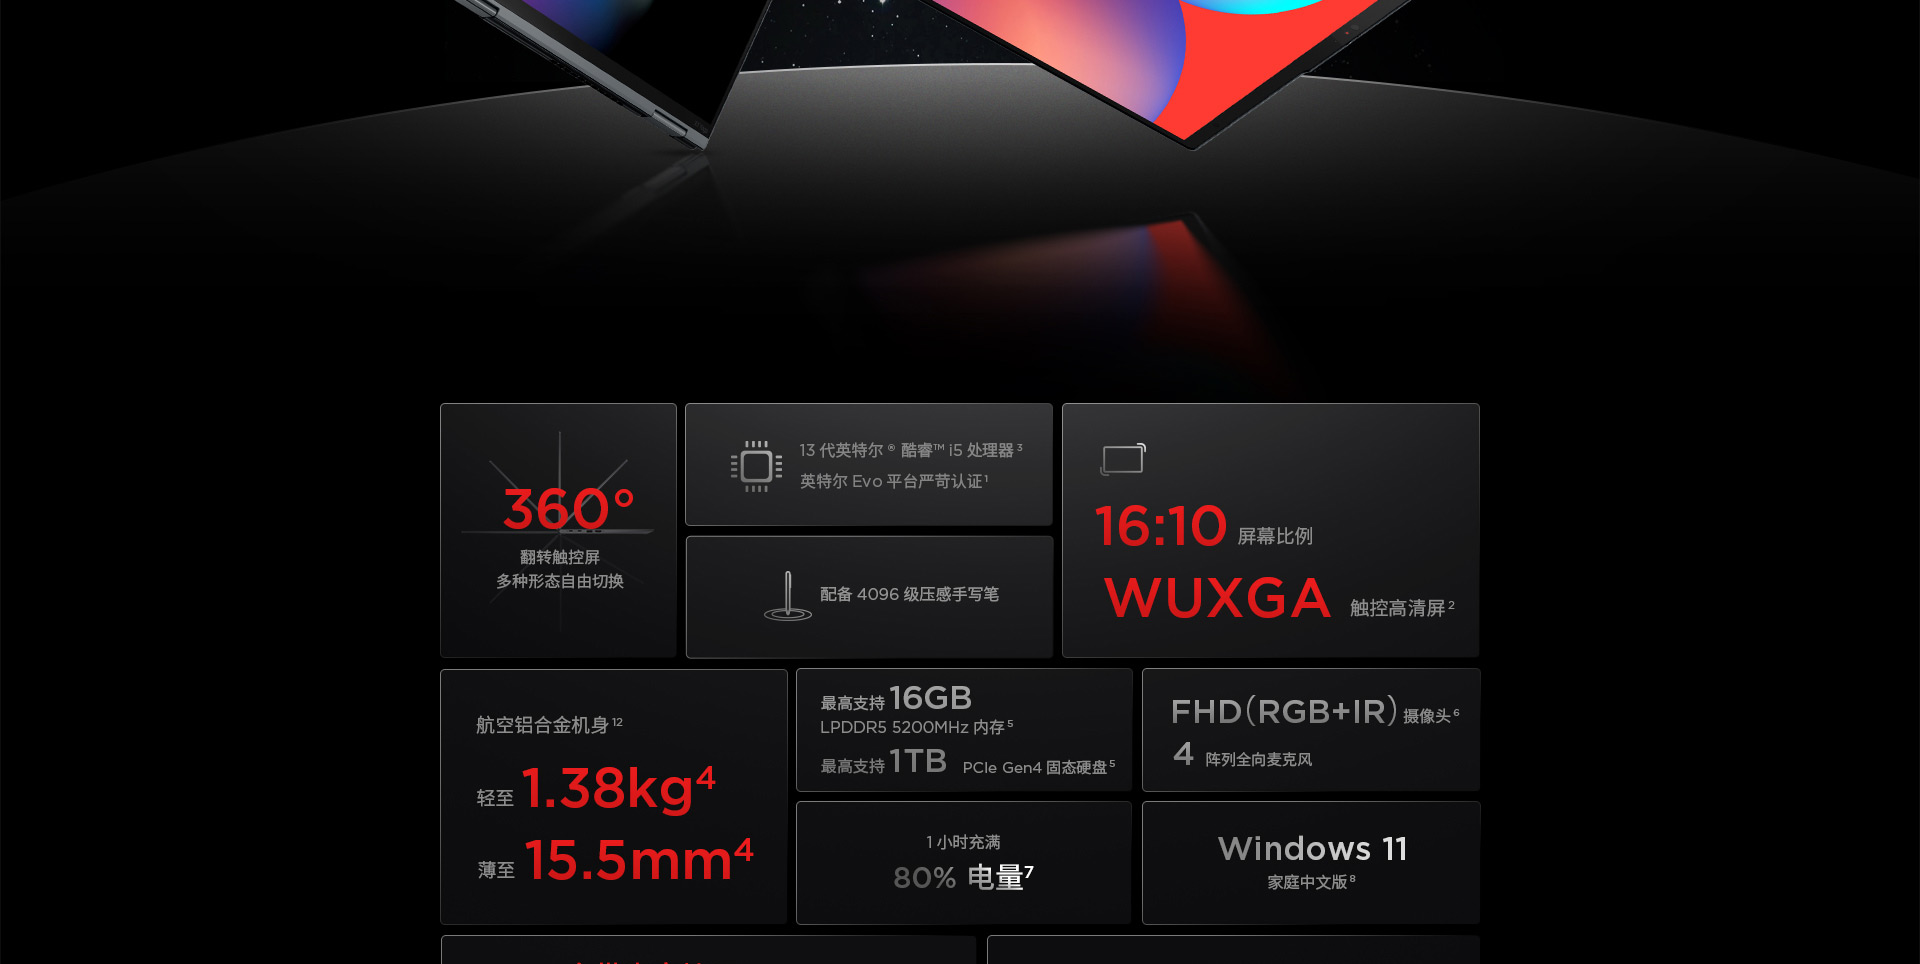 360°
翻转触控屏
多种形态自由切换
13 代英特尔® 酷睿™ i5 处理器³
英特尔 Evo 平台严苛认证¹
配备 4096 级压感手写笔
16:10 屏幕比例
WUXGA 触控高清屏²
航空铝合金机身¹²
轻至 1.38kg⁴
薄至 15.5mm⁴
最高支持 16GB
LPDDR5 5200MHz 内存⁵
最高支持 1TB PCIe Gen4 固态硬盘⁵
FHD(RGB+IR) 摄像头⁶
4 阵列全向麦克风
1 小时充满
80% 电量⁷
Windows 11
家庭中文版⁸